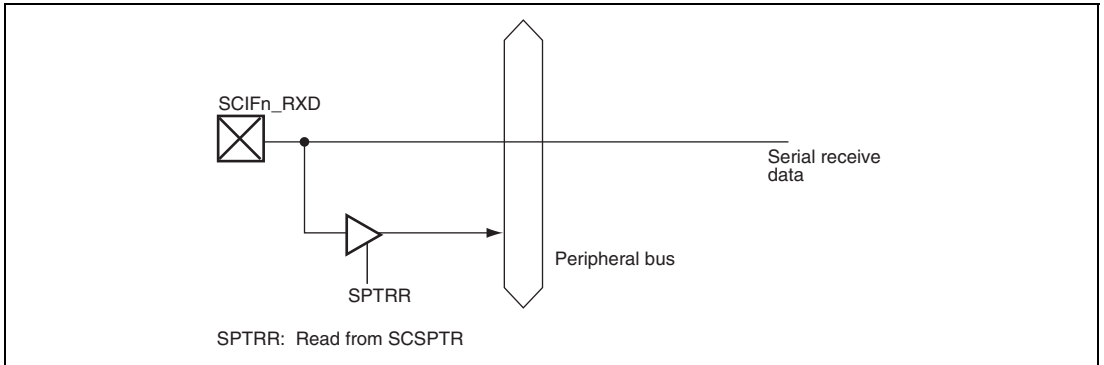 SCIFn_RXD
Serial receive
data
Peripheral bus
SPTRR
SPTRR: Read from SCSPTR